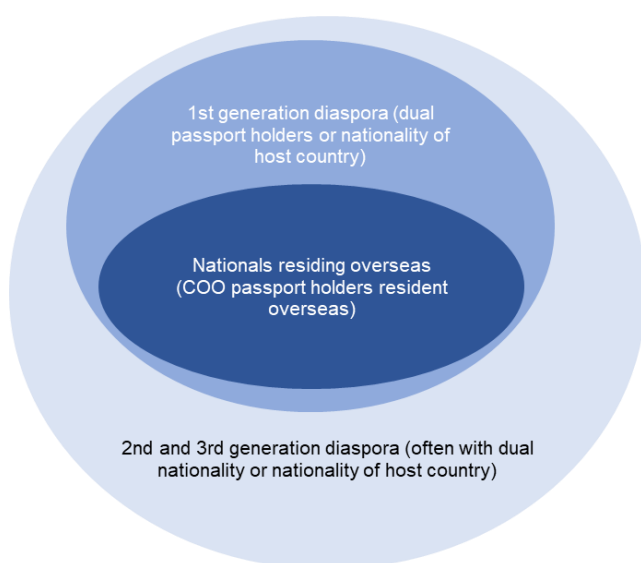 1st generation diaspora (dual
passport holders or nationality of
host country)
Nationals residing overseas
(COO passport holders resident
overseas)
2nd and 3rd generation diaspora (often with dual
nationality or nationality of host country)